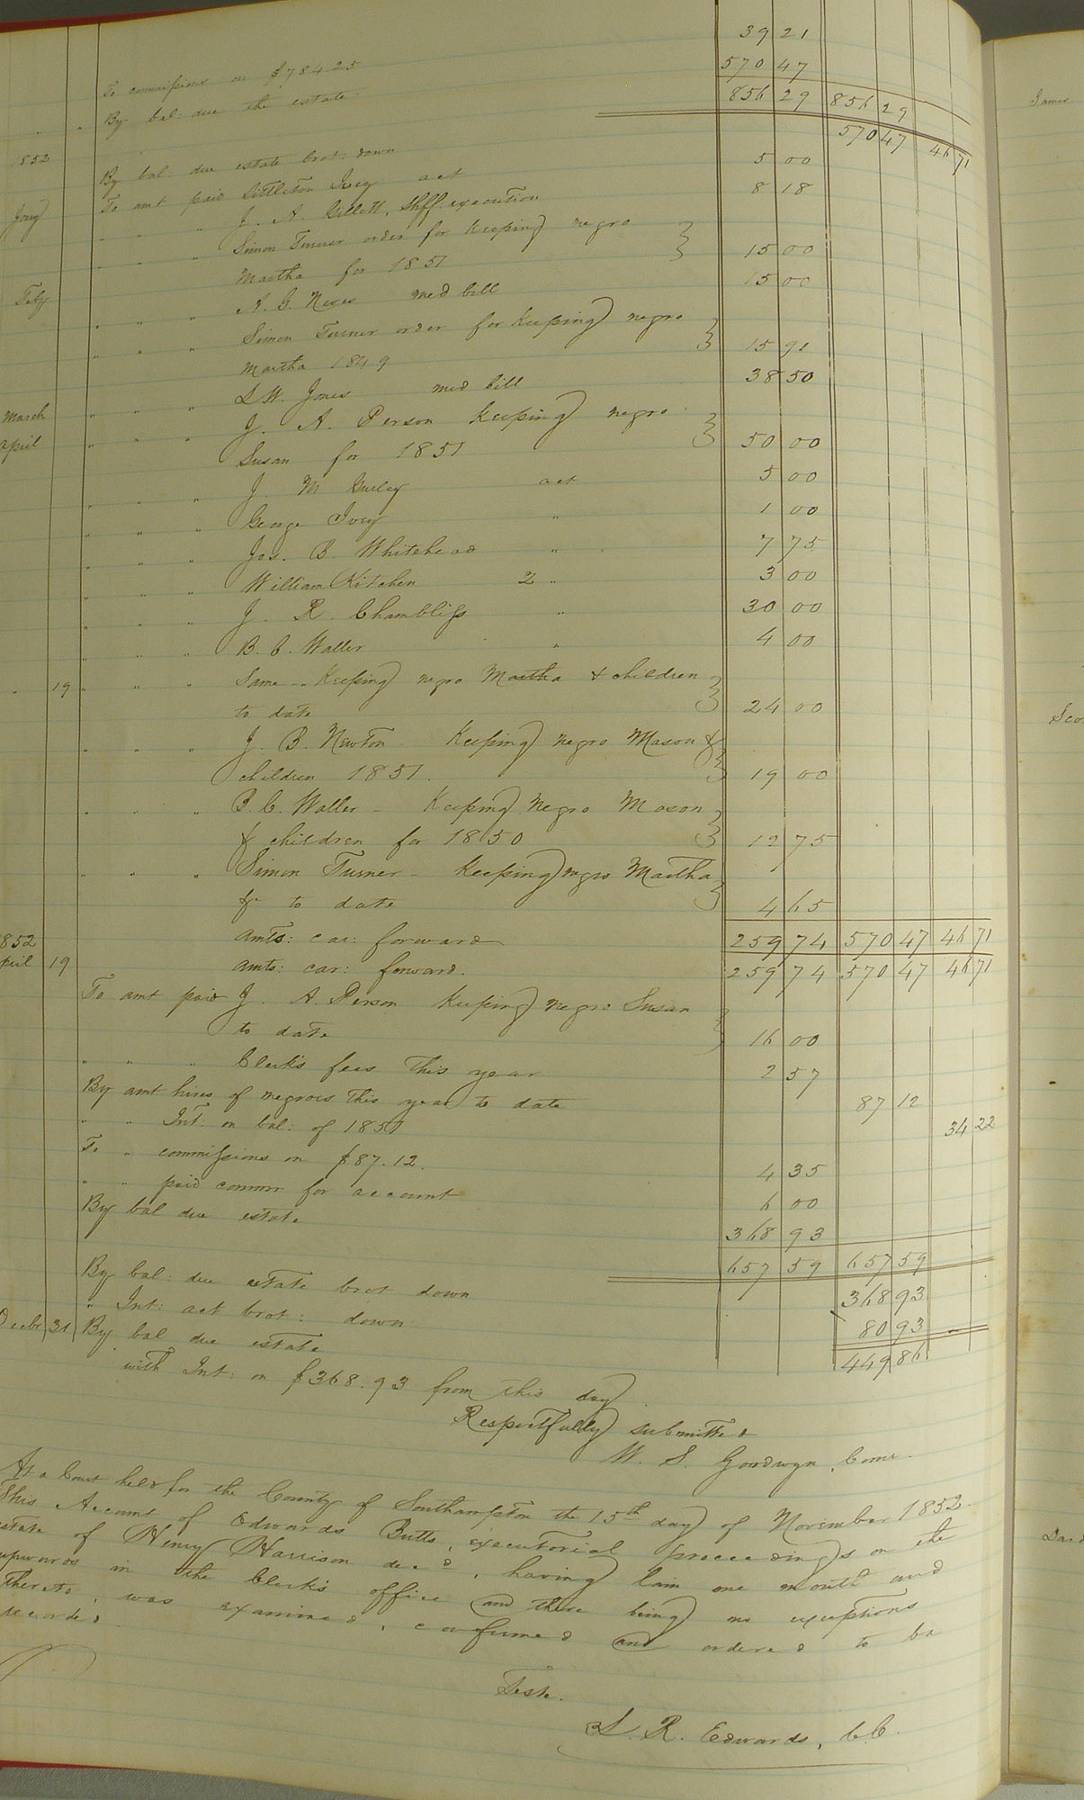 To commissions on $784.25 39 21
By bal: due the estate. 570 47
856 29 856 29
1852 By bal: due estate brot: down 570 47 46 71
Jany To amt paid Littleton Ivey act 5 00
" " " J. A. Gillett, Shff. execution 8 18
" " " Simon Turner order for keeping negro
Martha for 1851 15 00
Feby " " " med bill 15 00
" " " Simon Turner order for keeping negro
Martha 1849 15 91
March " " " L W. Jones med bill 38 50
April " " " J. A. Person keeping negro
Susan for 1851 50 00
" " " J M Gurley act 5 00
" " " George Ivey " 1 00
" " " Jos. B. Whitehead " 7 75
" " " William Kitchen 2 " 3 00
" " " J. R. Chambliss " 30 00
" " " B. C. Waller " 4 00
" 19 " " " Same -- Keeping negro Martha & children
to date 24 00
" " " J. B. Newton Keeping negro Mason &
children 1851. 19 00
" " " B. C. Waller - Keeping negro Mason
& children for 1850 12 75
" " " Simon Turner - Keeping negro Martha
&c to date 4 65
amts: car: forward 259 74 570 47 46 71
1852
April 19 amts: car: forward. 259 74 570 47 46 71
To amt paid J. A. Person keeping negro Susan
to date 16 00
" " " Clerk's fees this year 2 57
By amt hires of negroes this year to date 87 12
" " Int: on bal: of 1851 34 22
To " commissions on $87.12. 4 35
" " paid commr for account 6 00
By bal due estate 368 93
657 59 657 59
By bal: due estate brot down 368 93
" Int: act brot: down 80 93
Decbr 31 By bal due estate 449 86
with Int: on $368.93 from this day
Respectfully submitted
W. S. Goodwyn, Come.
At a Court held for the County of Southampton the 15th day of November 1852.
This Account of Edwards Butts, executorial proceedings on the
estate of Henry Harrison decd, having lain one month and
upwards in the Clerk's office and there being no exceptions
thereto, was examined, confirmed and ordered to be
recorded
Teste.
L. R. Edwards, C.C.
James